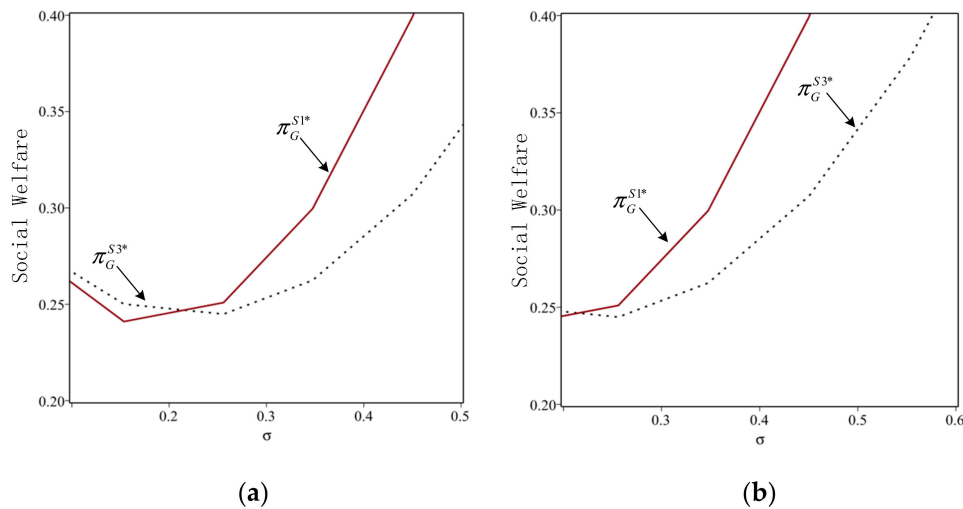 0.40
0.35
0.30
0.25
0.20
Social Welfare
π_G^{S1*}
π_G^{S3*}
0.2
0.3
0.4
0.5
σ
(a)
0.40
0.35
0.30
0.25
0.20
Social Welfare
π_G^{S3*}
π_G^{S1*}
0.3
0.4
0.5
0.6
σ
(b)